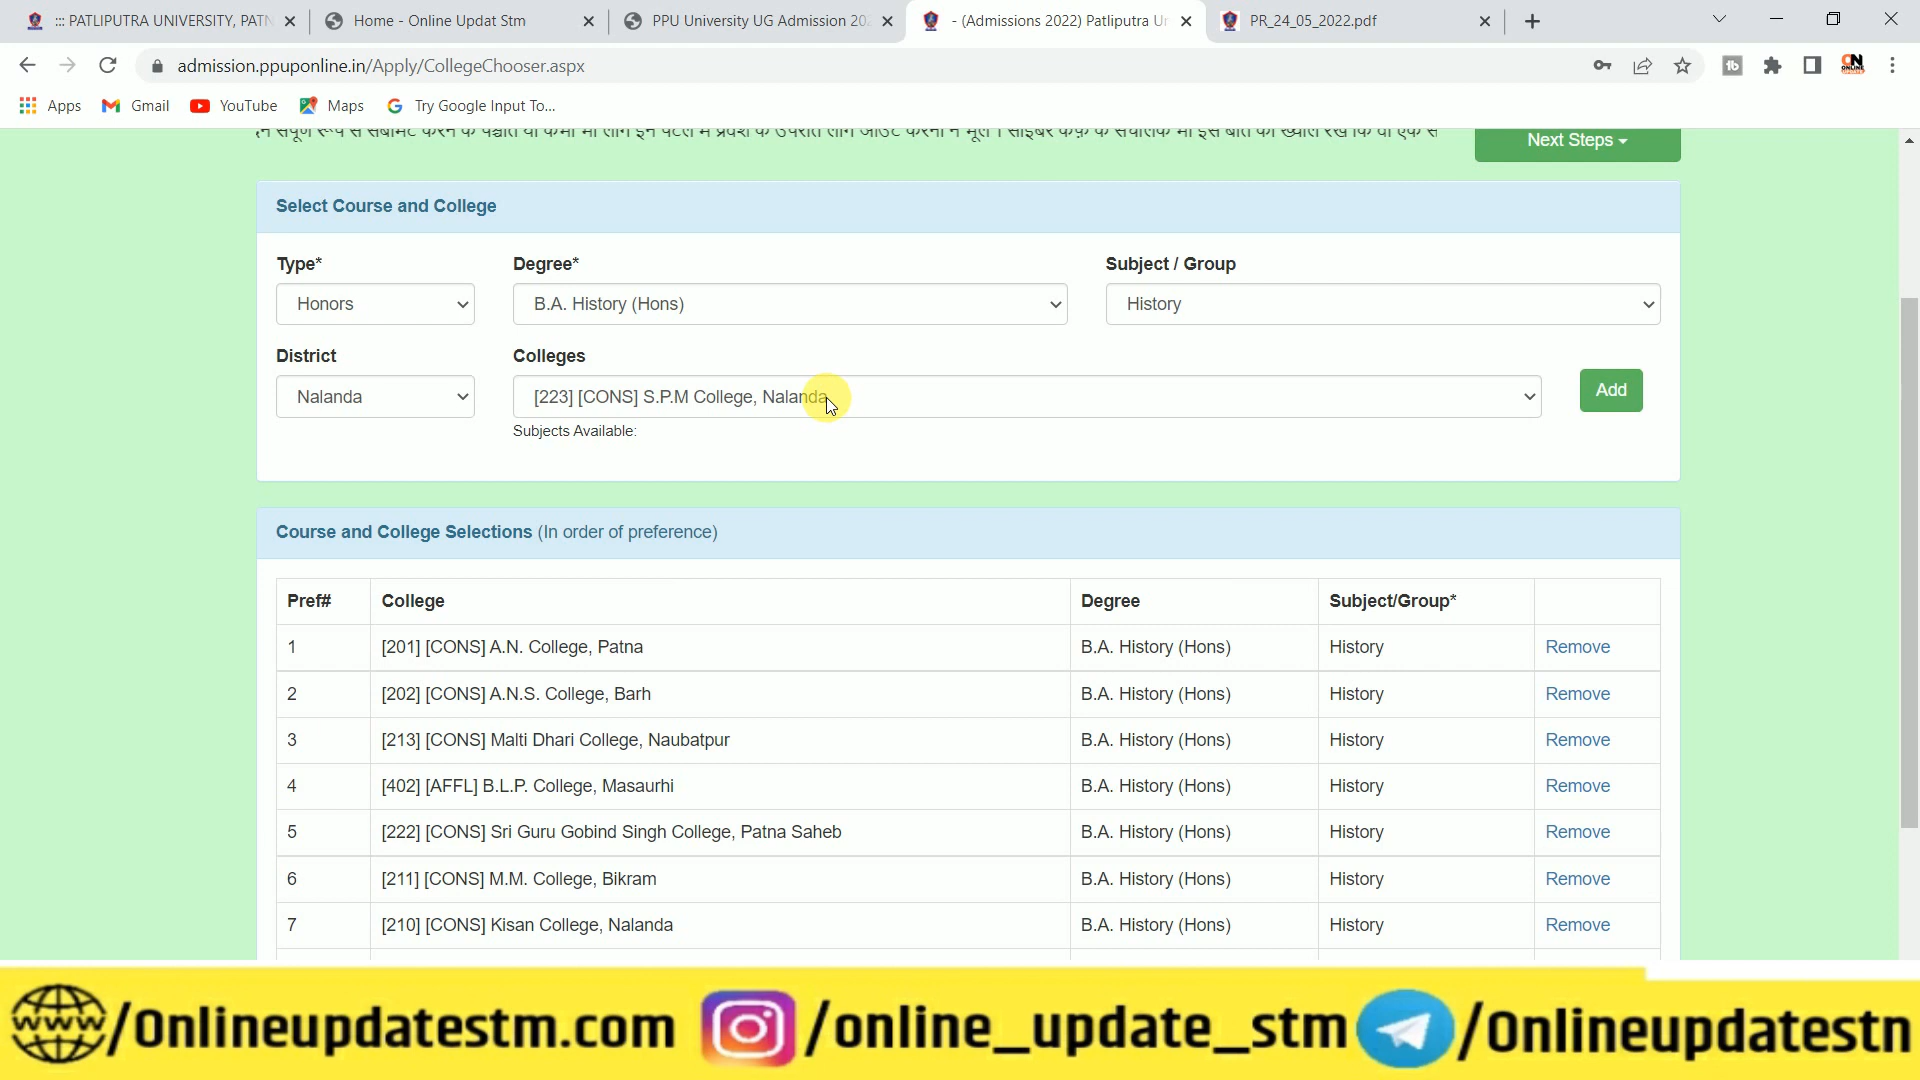 ::: PATLIPUTRA UNIVERSITY, PATN
Home - Online Updat Stm
PPU University UG Admission 202
- (Admissions 2022) Patliputra Un
PR_24_05_2022.pdf
admission.ppuponline.in/Apply/CollegeChooser.aspx
Apps
Gmail
YouTube
Maps
Try Google Input To...
Next Steps
Select Course and College
Type*
Degree*
Subject / Group
Honors
B.A. History (Hons)
History
District
Colleges
Nalanda
[223] [CONS] S.P.M College, Nalanda
Add
Subjects Available:
Course and College Selections (In order of preference)
Pref# College Degree Subject/Group*
1 [201] [CONS] A.N. College, Patna B.A. History (Hons) History Remove
2 [202] [CONS] A.N.S. College, Barh B.A. History (Hons) History Remove
3 [213] [CONS] Malti Dhari College, Naubatpur B.A. History (Hons) History Remove
4 [402] [AFFL] B.L.P. College, Masaurhi B.A. History (Hons) History Remove
5 [222] [CONS] Sri Guru Gobind Singh College, Patna Saheb B.A. History (Hons) History Remove
6 [211] [CONS] M.M. College, Bikram B.A. History (Hons) History Remove
7 [210] [CONS] Kisan College, Nalanda B.A. History (Hons) History Remove
www /Onlineupdatestm.com /online_update_stm /Onlineupdatestn